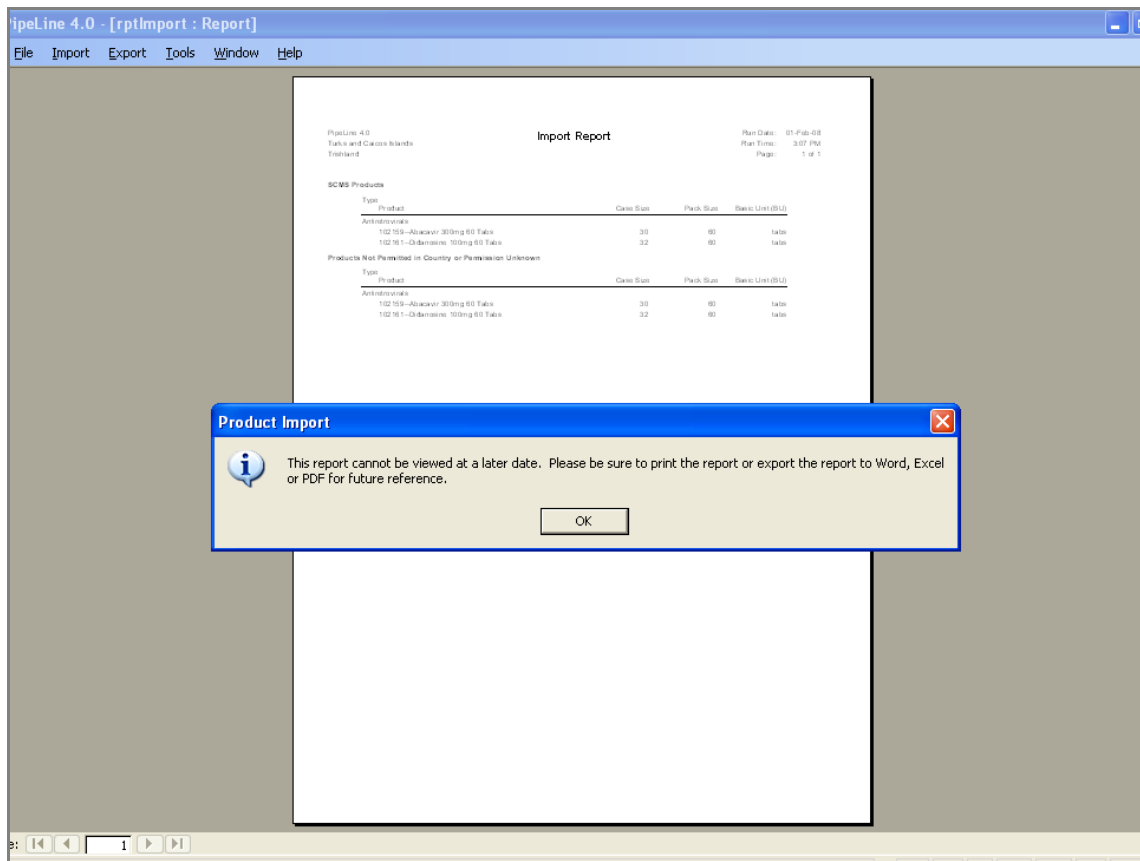 PipeLine 4.0 - [rptImport : Report]
File Import Export Tools Window Help
PipeLine 4.0 Import Report Run Date: 01-Feb-08
Turks and Caicos Islands Run Time: 3:07 PM
Trishland Page: 1 of 1
SCMS Products
Type
Product Case Size Pack Size Basic Unit (BU)
Antiretrovirals
102159--Abacavir 300mg 60 Tabs 30 60 tabs
102161--Didanosine 100mg 60 Tabs 32 60 tabs
Products Not Permitted in Country or Permission Unknown
Type
Product Case Size Pack Size Basic Unit (BU)
Antiretrovirals
102159--Abacavir 300mg 60 Tabs 30 60 tabs
102161--Didanosine 100mg 60 Tabs 32 60 tabs
Product Import
This report cannot be viewed at a later date. Please be sure to print the report or export the report to Word, Excel
or PDF for future reference.
OK
1